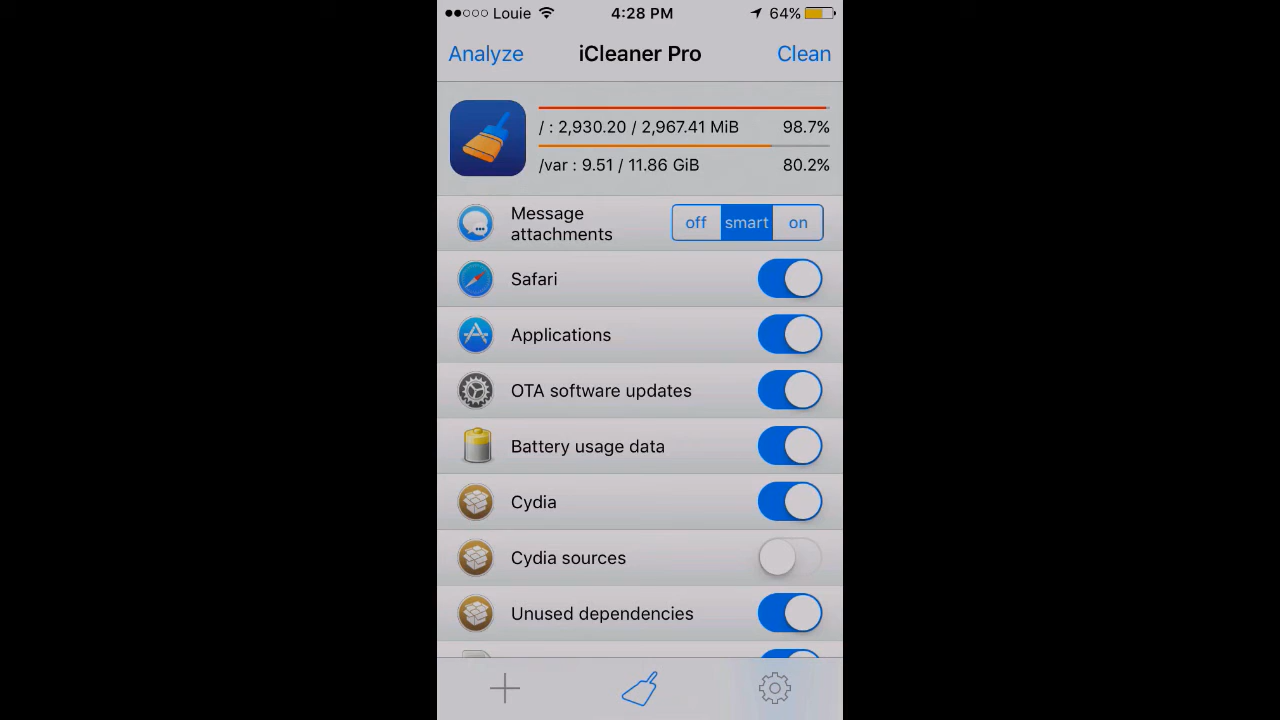 Louie 4:28 PM 64%
Analyze iCleaner Pro Clean
/ : 2,930.20 / 2,967.41 MiB 98.7%
/var : 9.51 / 11.86 GiB 80.2%
Message
attachments
off smart on
Safari
Applications
OTA software updates
Battery usage data
Cydia
Cydia sources
Unused dependencies